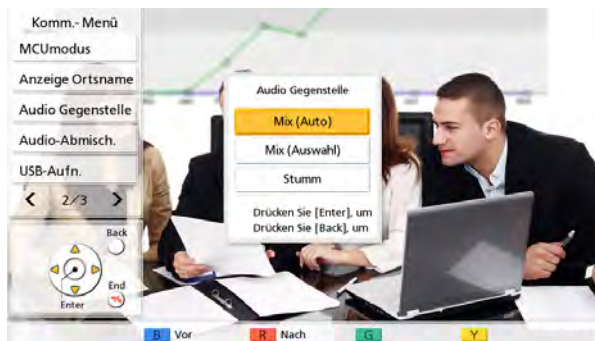 Komm.- Menü
MCUmodus
Anzeige Ortsname
Audio Gegenstelle
Audio-Abmisch.
USB-Aufn.
2/3
Back
End
Enter
Audio Gegenstelle
Mix (Auto)
Mix (Auswahl)
Stumm
Drücken Sie [Enter], um
Drücken Sie [Back], um
B Vor R Nach G Y